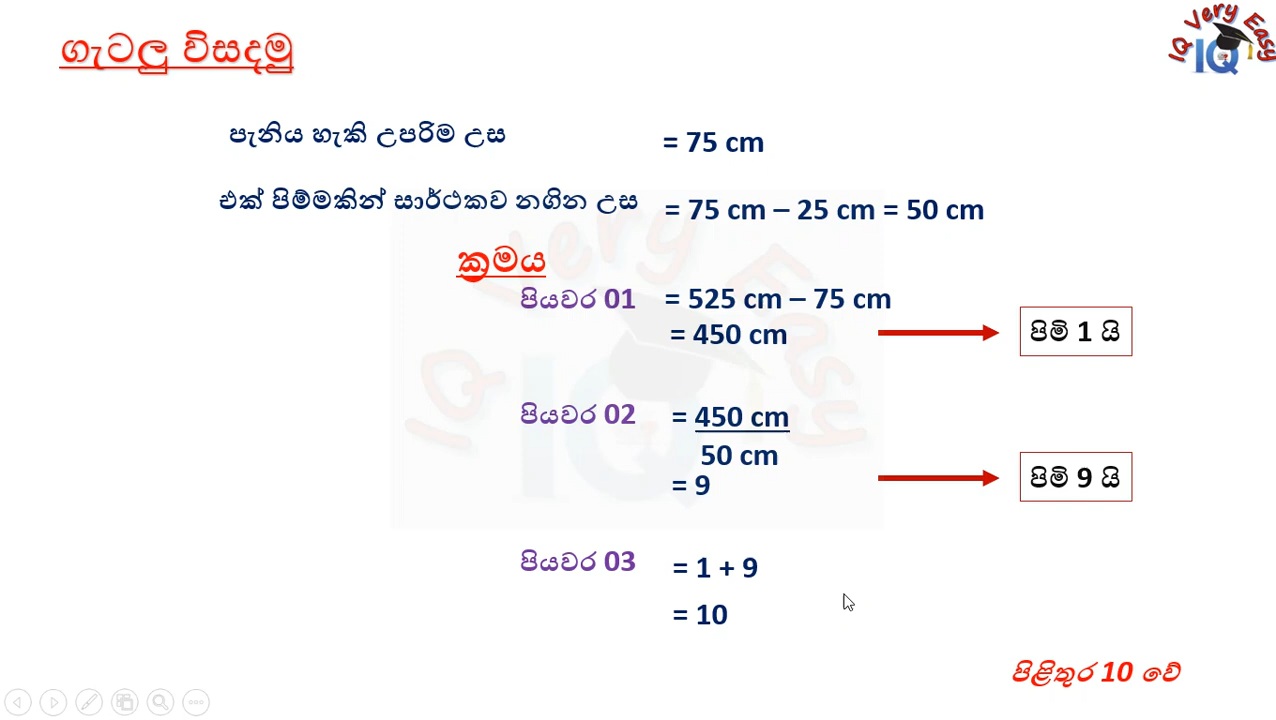 ගැටලු විසදමු
IQ Very Easy
IQ
පැනිය හැකි උපරිම උස = 75 cm
එක් පිම්මකින් සාර්ථකව නගින උස = 75 cm – 25 cm = 50 cm
ක්‍රමය
පියවර 01 = 525 cm – 75 cm
= 450 cm
පිමි 1 යි
පියවර 02 = 450 cm
50 cm
= 9
පිමි 9 යි
පියවර 03 = 1 + 9
= 10
පිළිතුර 10 වේ